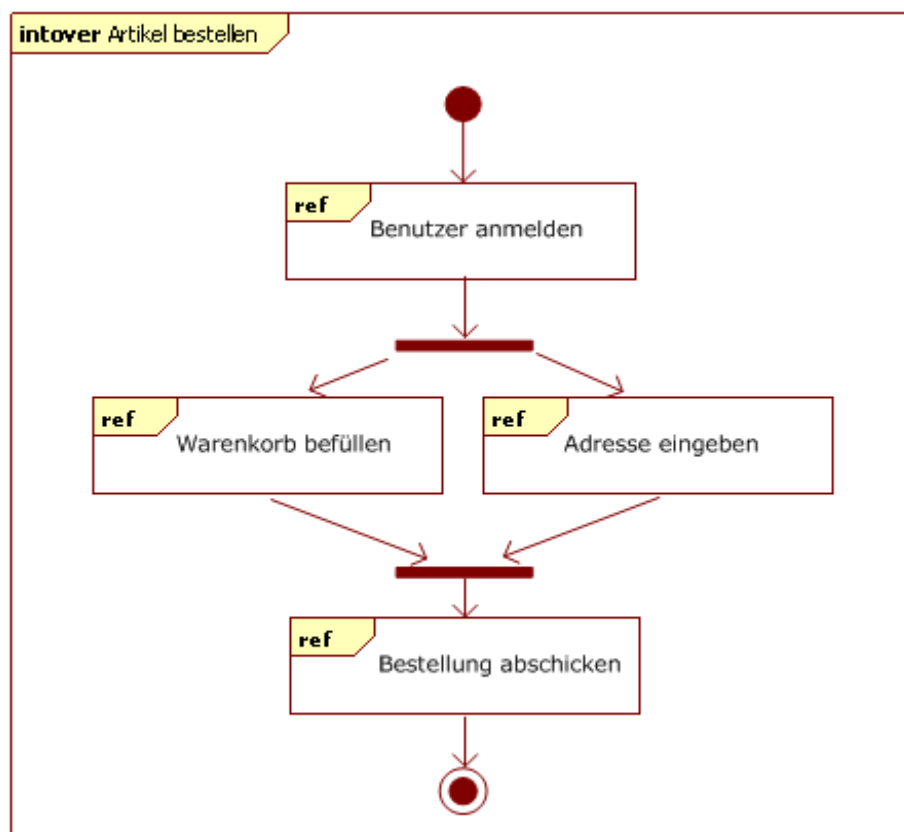 intover Artikel bestellen
ref
Benutzer anmelden
ref
Warenkorb befüllen
ref
Adresse eingeben
ref
Bestellung abschicken